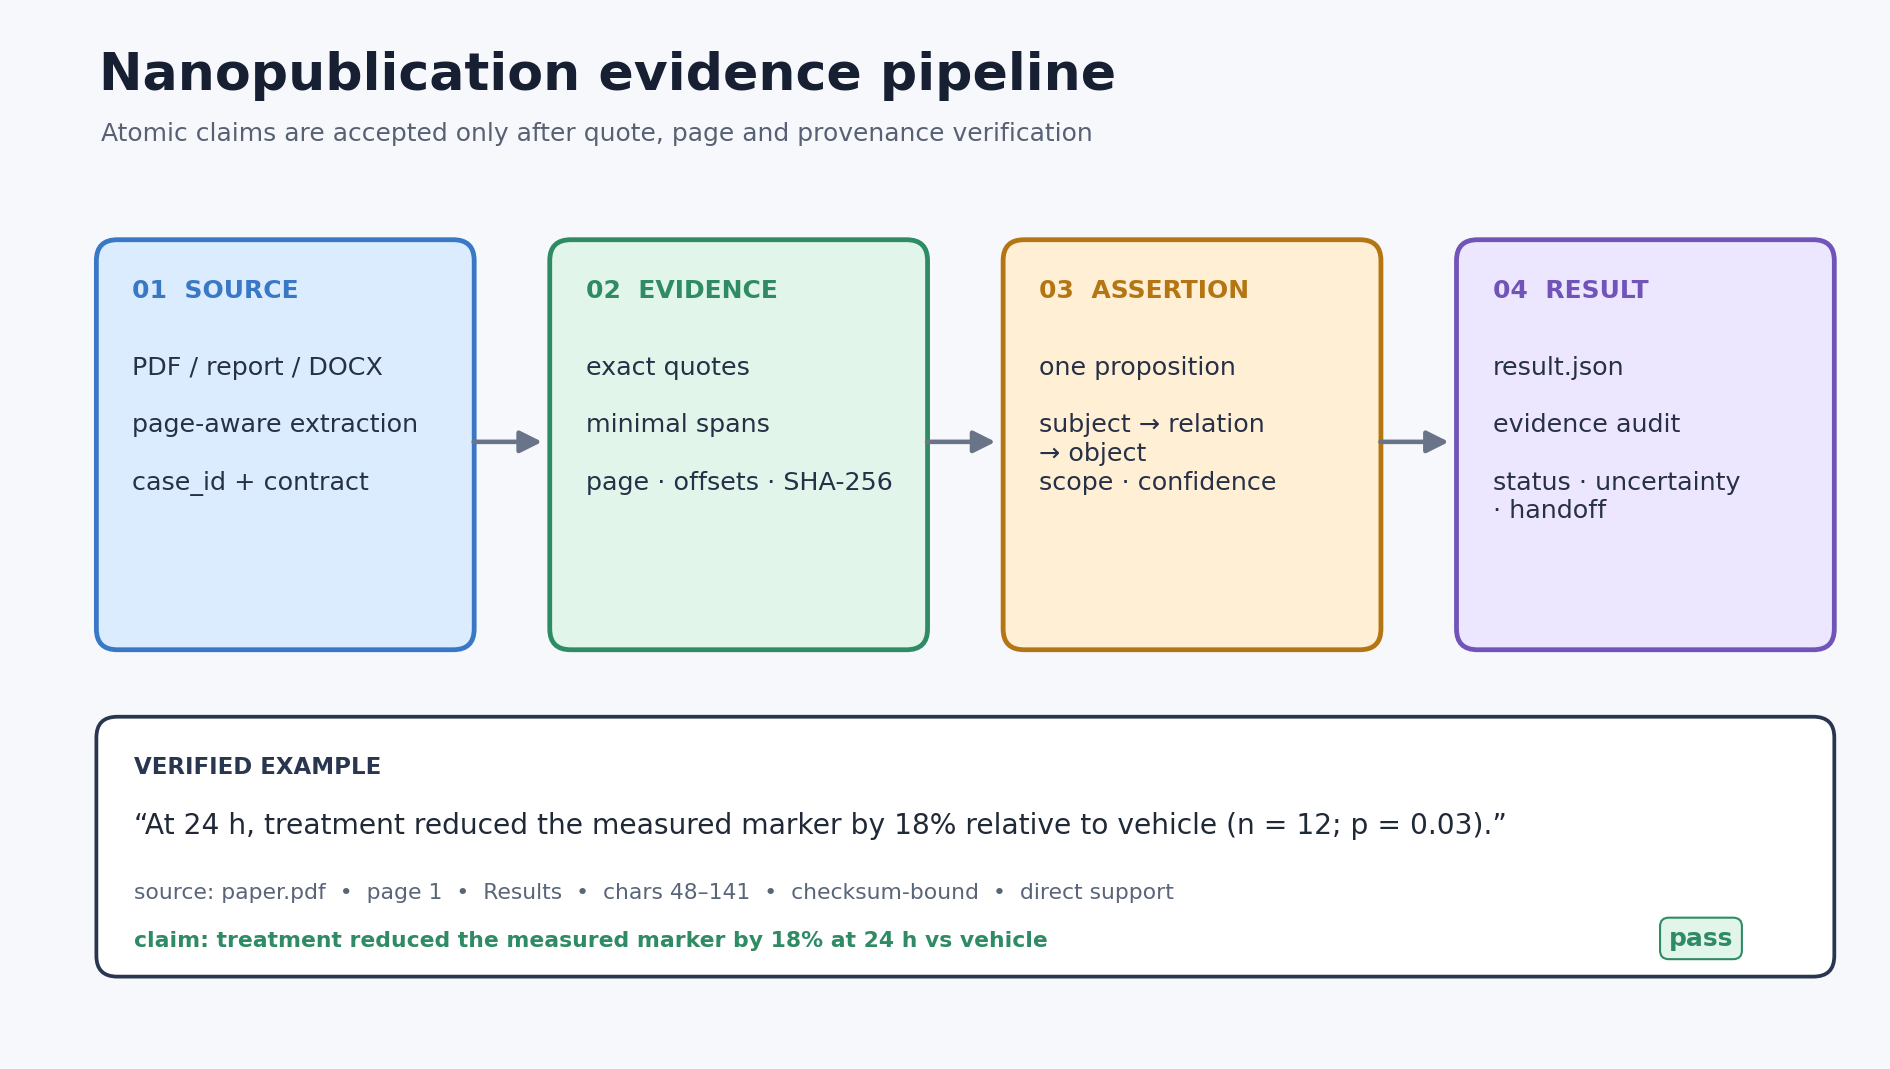 Nanopublication evidence pipeline
Atomic claims are accepted only after quote, page and provenance verification
01  SOURCE
PDF / report / DOCX
page-aware extraction
case_id + contract
02  EVIDENCE
exact quotes
minimal spans
page · offsets · SHA-256
03  ASSERTION
one proposition
subject → relation
→ object
scope · confidence
04  RESULT
result.json
evidence audit
status · uncertainty
· handoff
VERIFIED EXAMPLE
“At 24 h, treatment reduced the measured marker by 18% relative to vehicle (n = 12; p = 0.03).”
source: paper.pdf  •  page 1  •  Results  •  chars 48–141  •  checksum-bound  •  direct support
claim: treatment reduced the measured marker by 18% at 24 h vs vehicle
pass